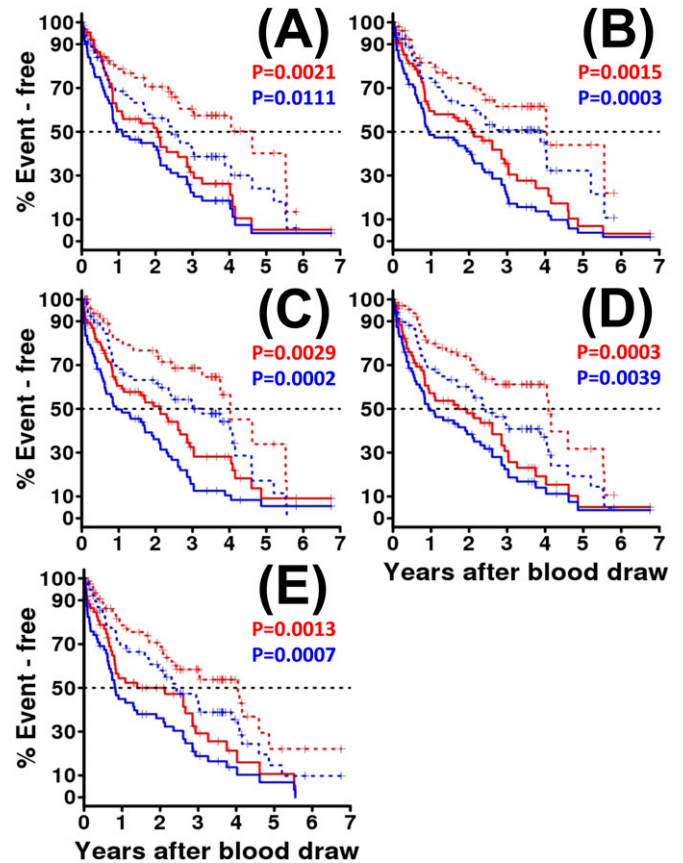 (A)
P=0.0021
P=0.0111
% Event - free
100
90
70
50
30
10
0
0 1 2 3 4 5 6 7
(B)
P=0.0015
P=0.0003
100
90
70
50
30
10
0
0 1 2 3 4 5 6 7
(C)
P=0.0029
P=0.0002
% Event - free
100
90
70
50
30
10
0
0 1 2 3 4 5 6 7
(D)
P=0.0003
P=0.0039
100
90
70
50
30
10
0
0 1 2 3 4 5 6 7
Years after blood draw
(E)
P=0.0013
P=0.0007
% Event - free
100
90
70
50
30
10
0
0 1 2 3 4 5 6 7
Years after blood draw